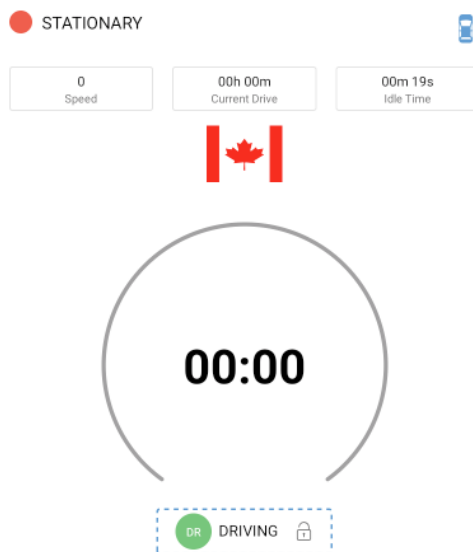 STATIONARY
0
Speed
00h 00m
Current Drive
00m 19s
Idle Time
00:00
DR DRIVING